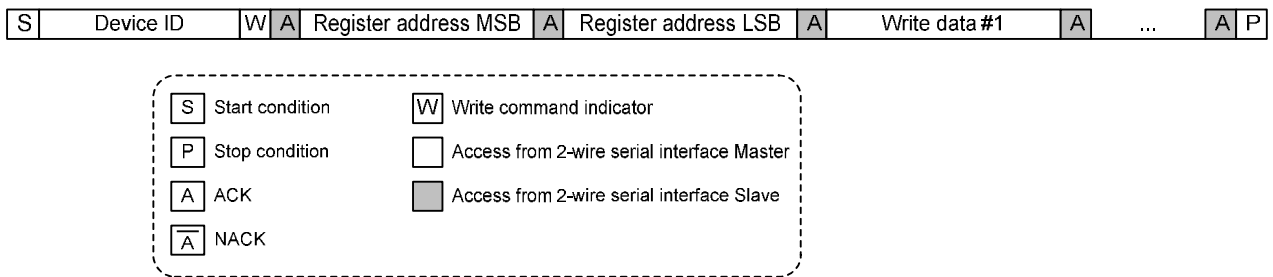 S Device ID W A Register address MSB A Register address LSB A Write data #1 A ... A P
S Start condition W Write command indicator
P Stop condition Access from 2-wire serial interface Master
A ACK Access from 2-wire serial interface Slave
A̅ NACK